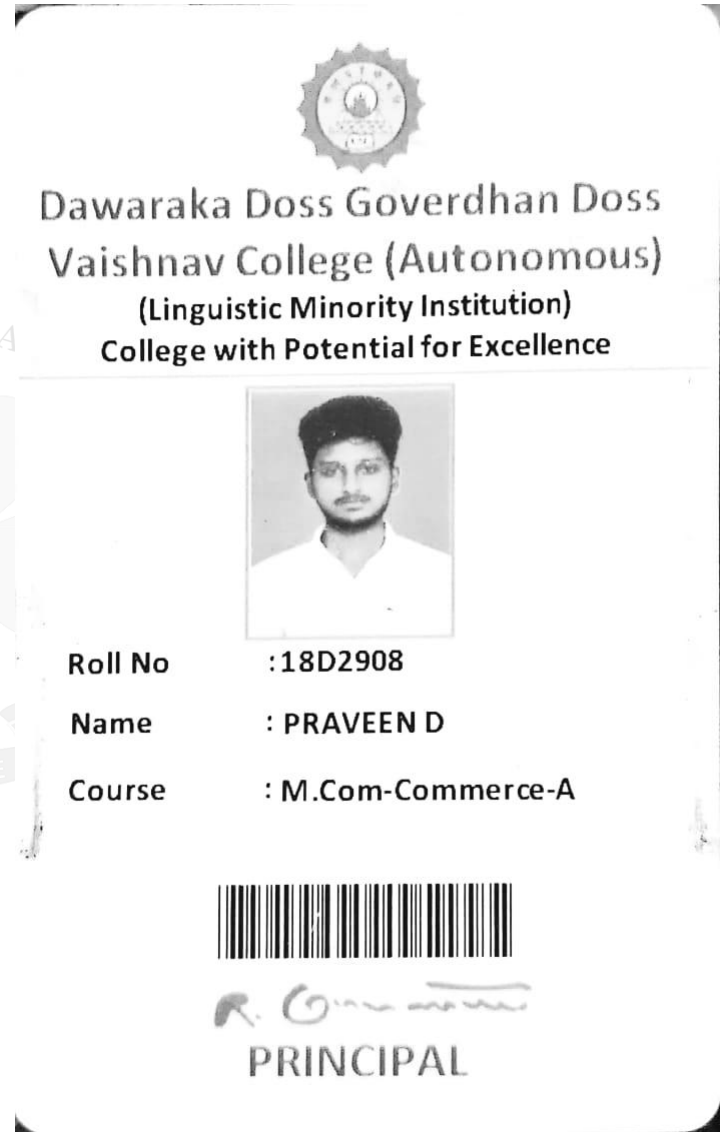 Dawaraka Doss Goverdhan Doss
Vaishnav College (Autonomous)
(Linguistic Minority Institution)
College with Potential for Excellence
Roll No :18D2908
Name : PRAVEEN D
Course : M.Com-Commerce-A
R.
PRINCIPAL